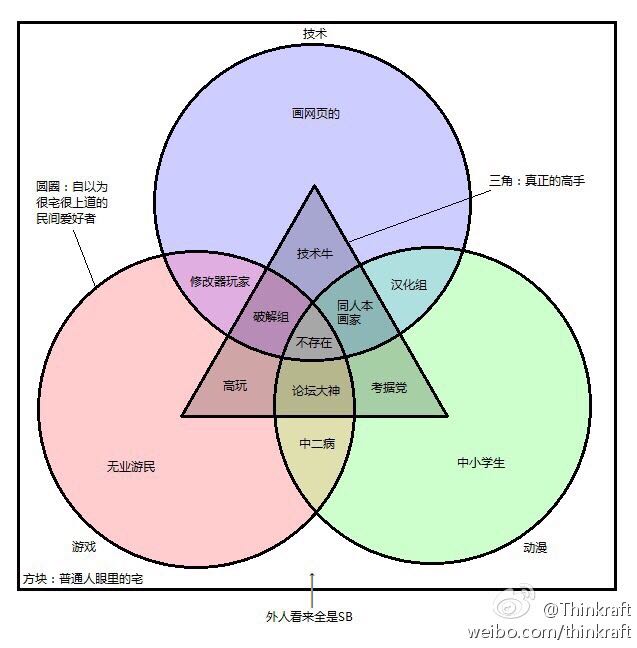 技术
画网页的
圆圈：自以为
很宅很上道的
民间爱好者
三角：真正的高手
技术牛
修改器玩家
汉化组
破解组
同人本
画家
不存在
高玩
论坛大神
考据党
中二病
无业游民
中小学生
游戏
动漫
方块：普通人眼里的宅
外人看来全是SB
@Thinkraft
weibo.com/thinkraft